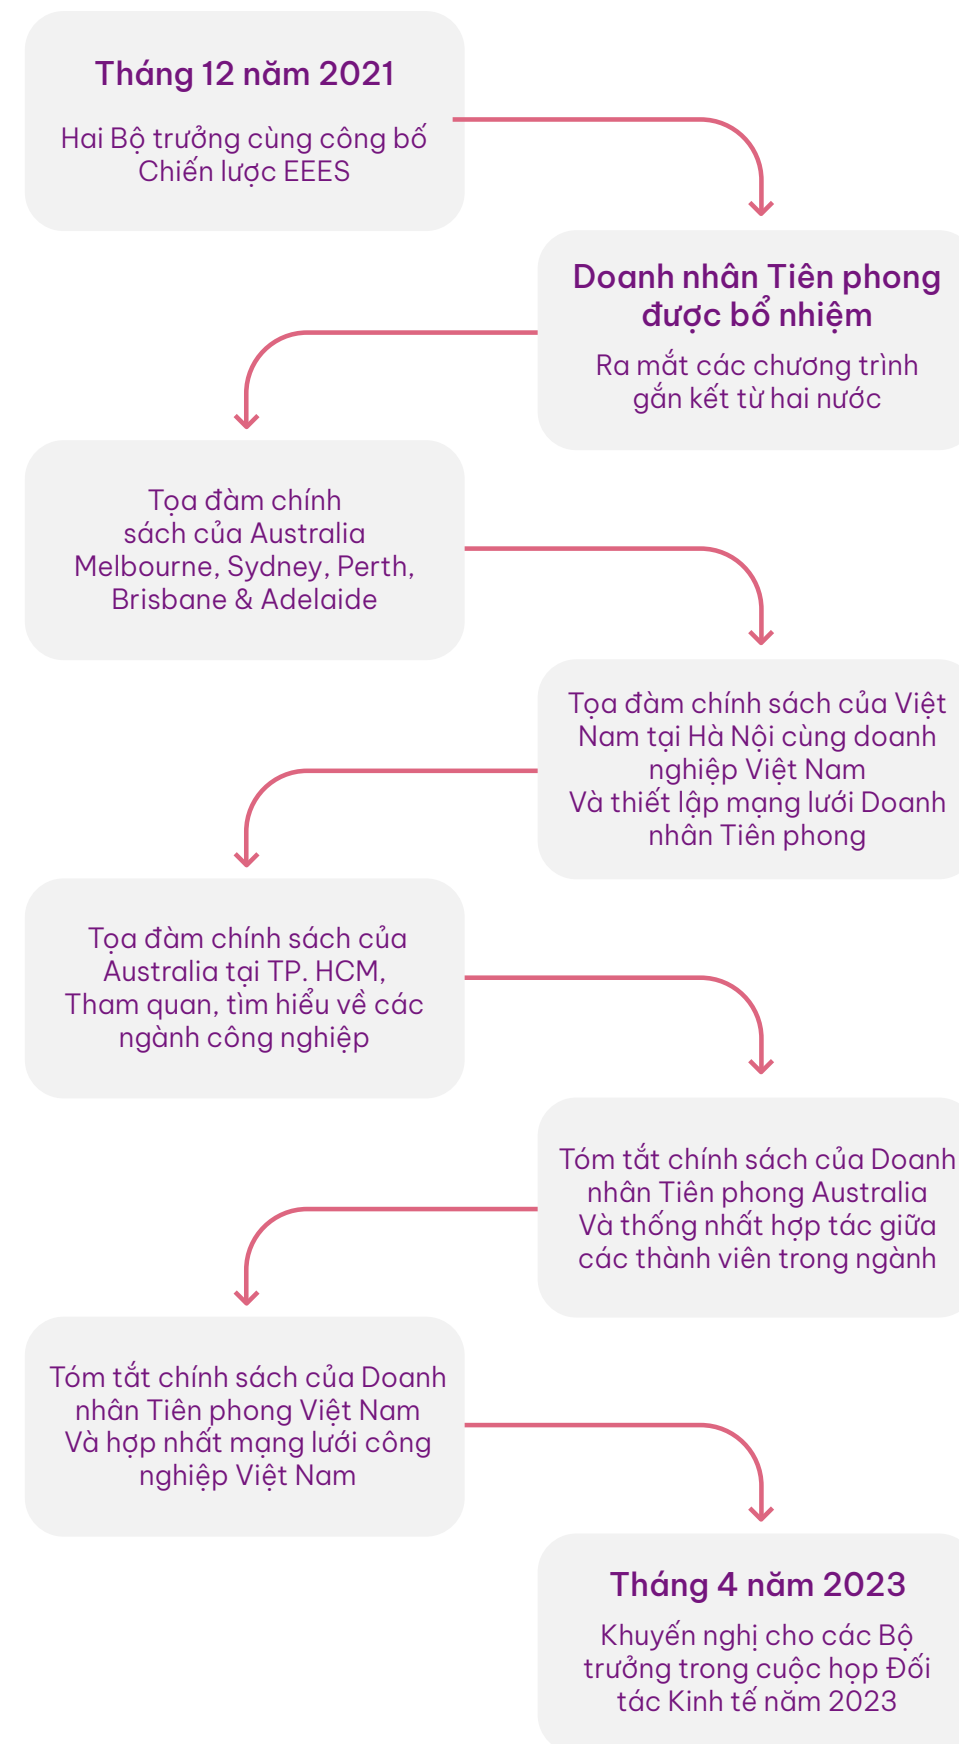 Tháng 12 năm 2021
Hai Bộ trưởng cùng công bố
Chiến lược EEES
Doanh nhân Tiên phong
được bổ nhiệm
Ra mắt các chương trình
gắn kết từ hai nước
Tọa đàm chính
sách của Australia
Melbourne, Sydney, Perth,
Brisbane & Adelaide
Tọa đàm chính sách của Việt
Nam tại Hà Nội cùng doanh
nghiệp Việt Nam
Và thiết lập mạng lưới Doanh
nhân Tiên phong
Tọa đàm chính sách của
Australia tại TP. HCM,
Tham quan, tìm hiểu về các
ngành công nghiệp
Tóm tắt chính sách của Doanh
nhân Tiên phong Australia
Và thống nhất hợp tác giữa
các thành viên trong ngành
Tóm tắt chính sách của Doanh
nhân Tiên phong Việt Nam
Và hợp nhất mạng lưới công
nghiệp Việt Nam
Tháng 4 năm 2023
Khuyến nghị cho các Bộ
trưởng trong cuộc họp Đối
tác Kinh tế năm 2023